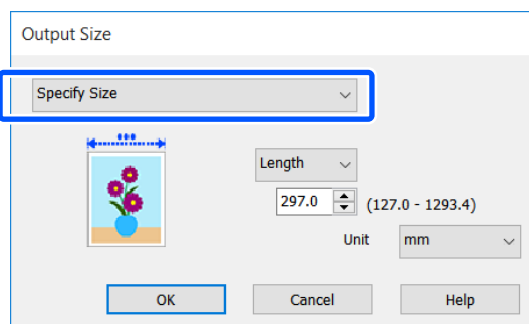 Output Size
Specify Size
Length
297.0 (127.0 - 1293.4)
Unit mm
OK Cancel Help